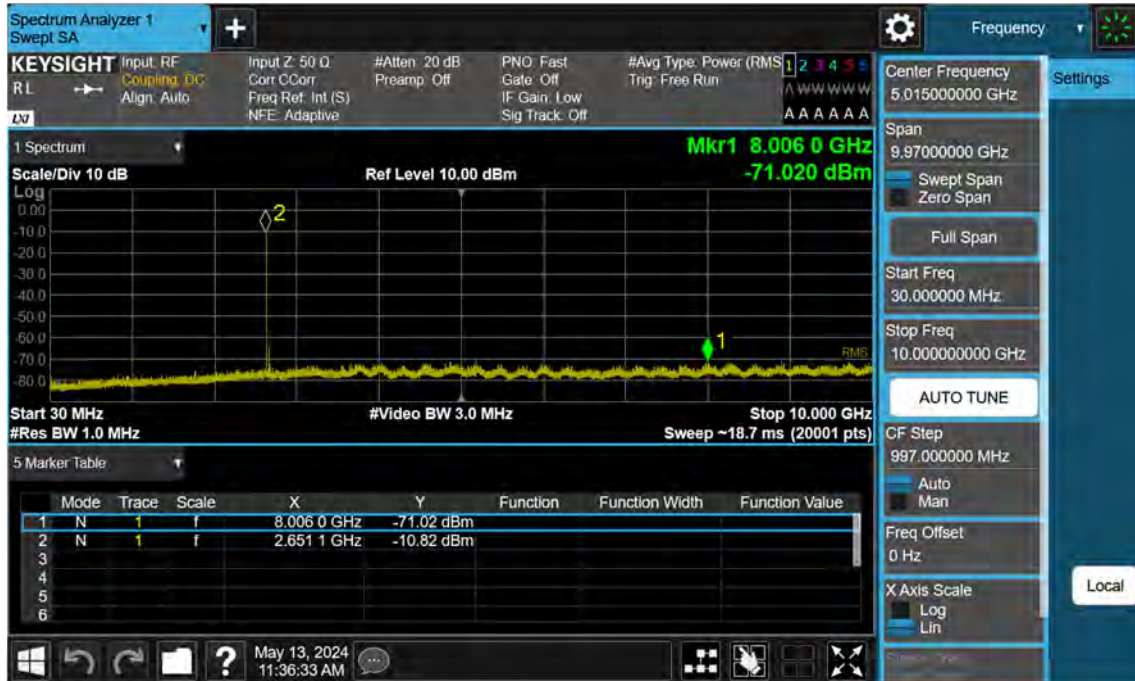 Spectrum Analyzer 1
Swept SA
Frequency
KEYSIGHT
RL
LXI
Input: RF
Coupling: DC
Align: Auto
Input Z: 50 Ω
Corr CCorr
Freq Ref: Int (S)
NFE: Adaptive
#Atten: 20 dB
Preamp: Off
PNO: Fast
Gate: Off
IF Gain: Low
Sig Track: Off
#Avg Type: Power (RMS
Trig: Free Run
1 2 3 4 5 6
A W W W W W
A A A A A A
1 Spectrum
Mkr1 8.006 0 GHz
Scale/Div 10 dB
Ref Level 10.00 dBm
-71.020 dBm
Log
0.00
-10.0
-20.0
-30.0
-40.0
-50.0
-60.0
-70.0
-80.0
2
1
RMS
Start 30 MHz
#Video BW 3.0 MHz
Stop 10.000 GHz
#Res BW 1.0 MHz
Sweep ~18.7 ms (20001 pts)
5 Marker Table
Mode Trace Scale X Y Function Function Width Function Value
1 N 1 f 8.006 0 GHz -71.02 dBm
2 N 1 f 2.651 1 GHz -10.82 dBm
3
4
5
6
May 13, 2024
11:36:33 AM
Center Frequency
5.015000000 GHz
Span
9.97000000 GHz
Swept Span
Zero Span
Full Span
Start Freq
30.000000 MHz
Stop Freq
10.000000000 GHz
AUTO TUNE
CF Step
997.000000 MHz
Auto
Man
Freq Offset
0 Hz
X Axis Scale
Log
Lin
Settings
Local